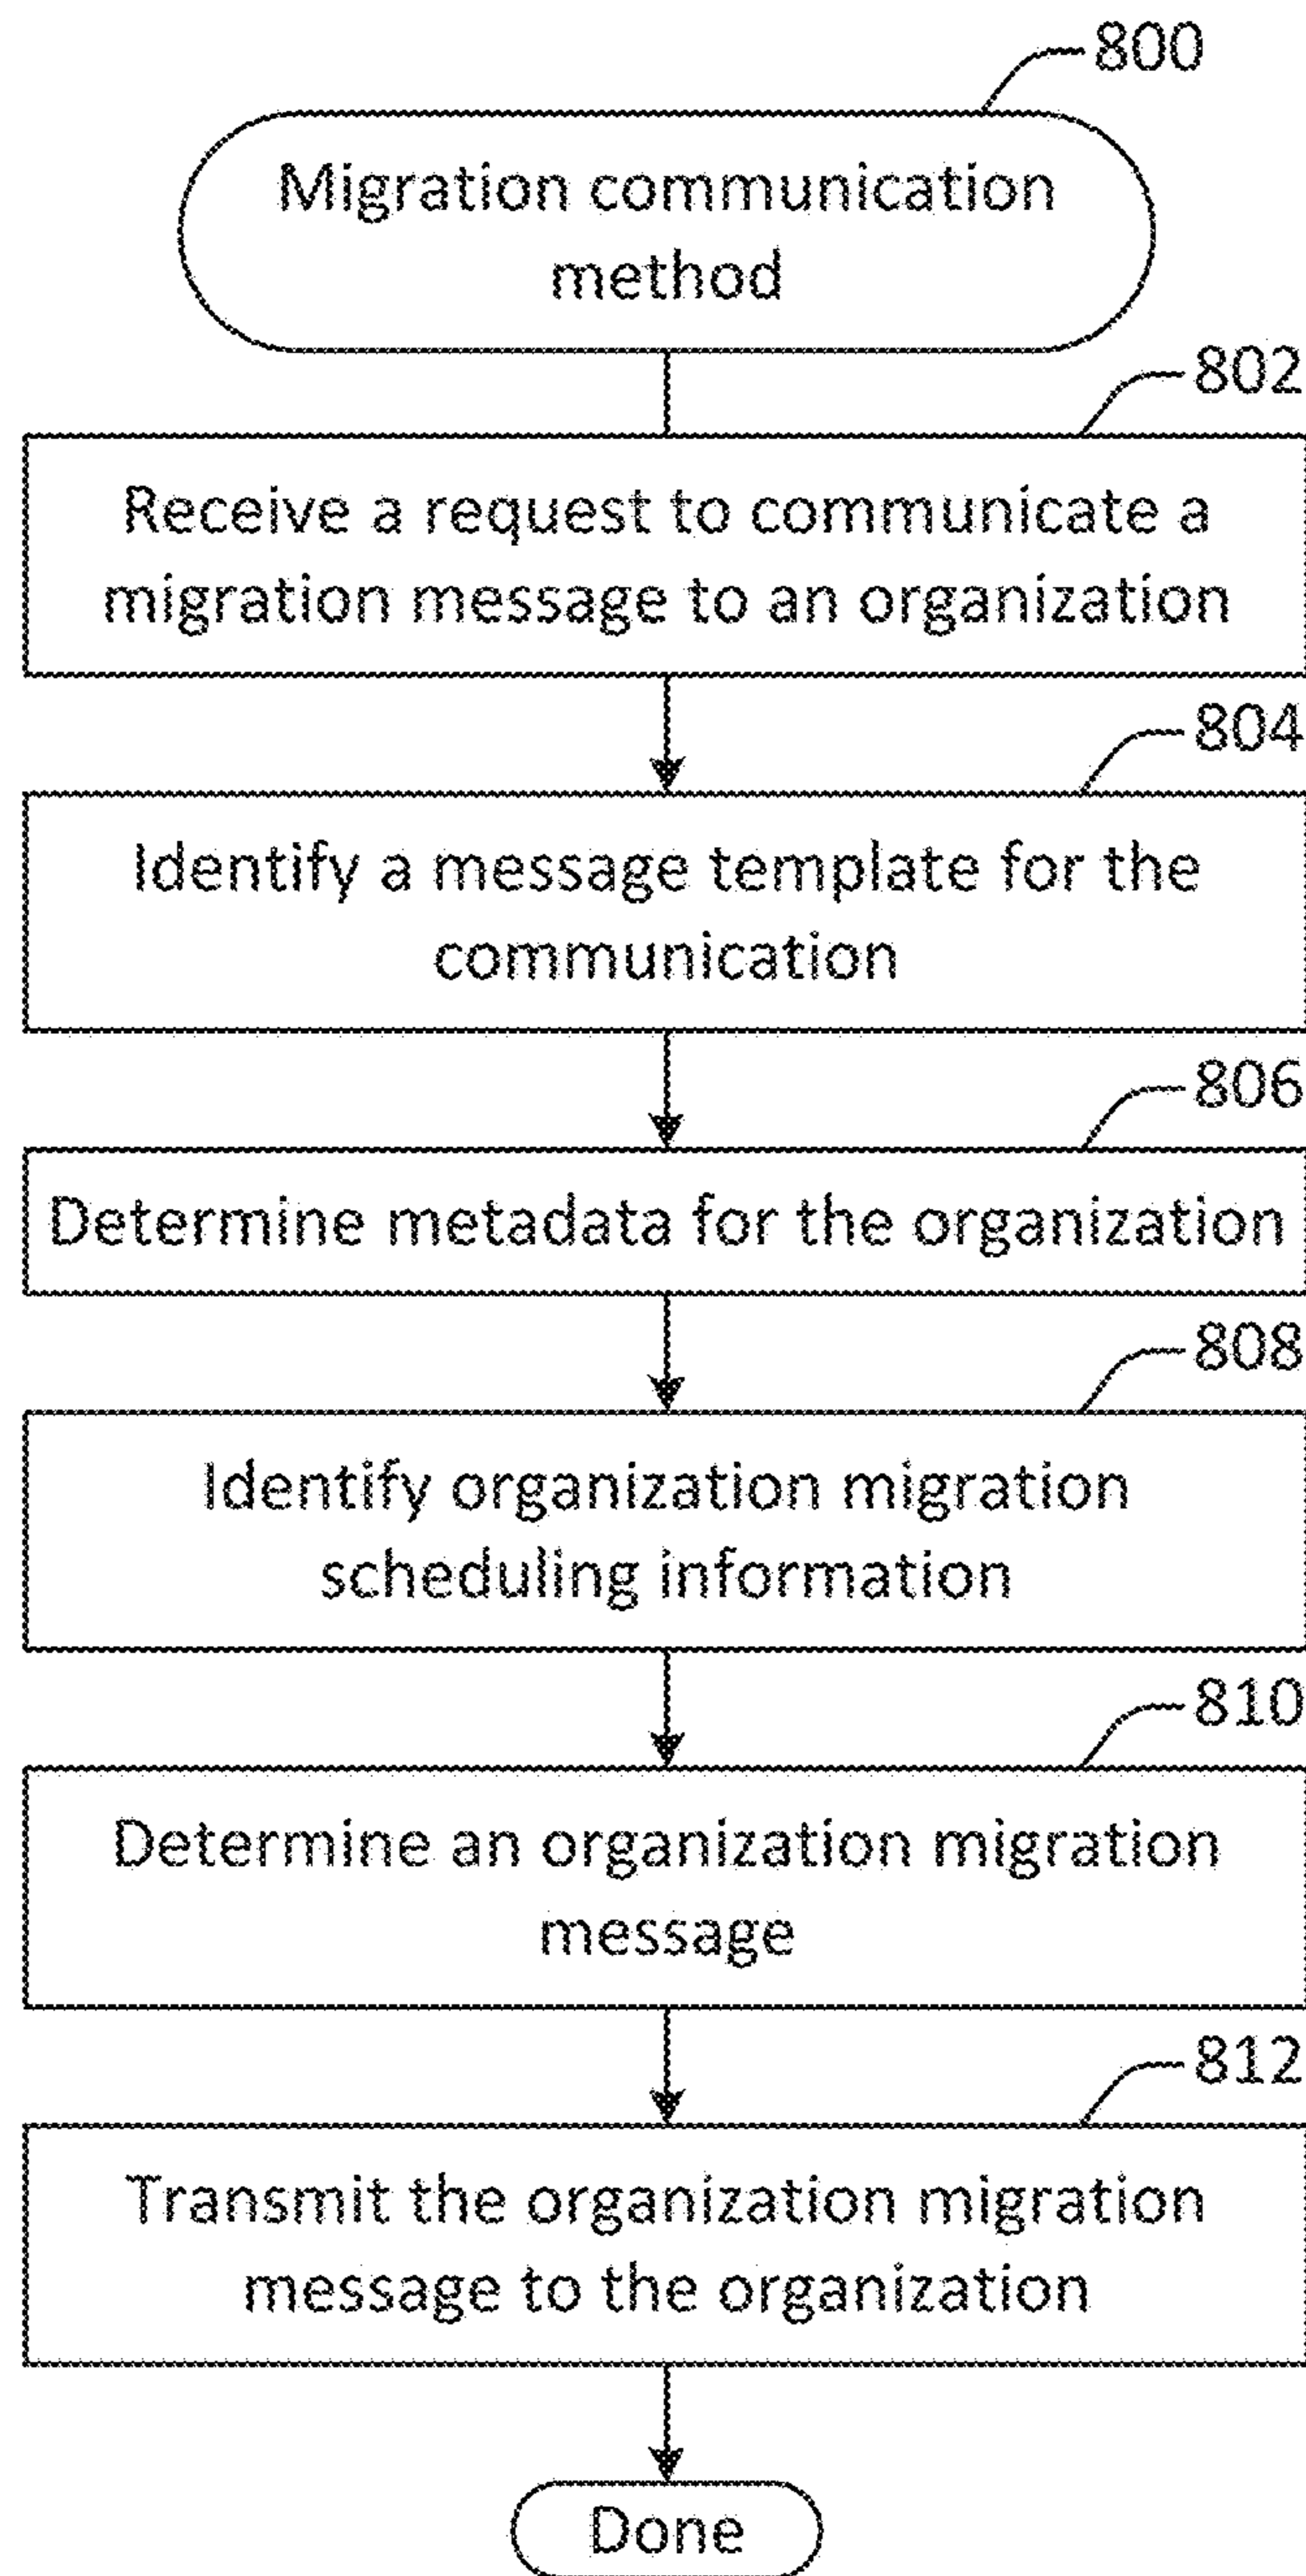 800
Migration communication
method
802
Receive a request to communicate a
migration message to an organization
804
Identify a message template for the
communication
806
Determine metadata for the organization
808
Identify organization migration
scheduling information
810
Determine an organization migration
message
812
Transmit the organization migration
message to the organization
Done